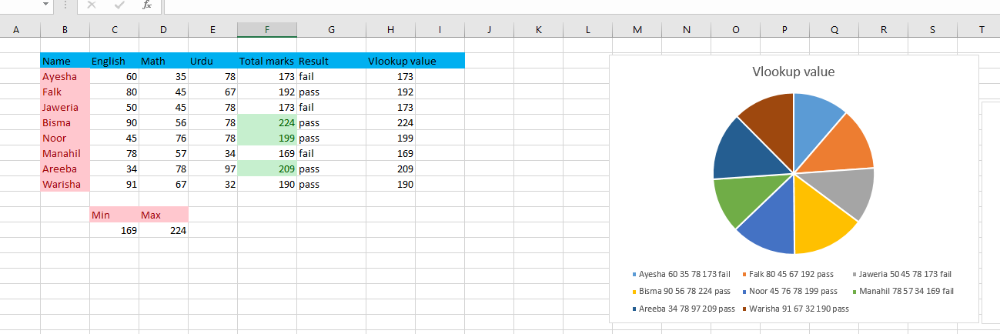 fx
A B C D E F G H I J K L M N O P Q R S T
Name English Math Urdu Total marks Result Vlookup value
Ayesha 60 35 78 173 fail 173
Falk 80 45 67 192 pass 192
Jaweria 50 45 78 173 fail 173
Bisma 90 56 78 224 pass 224
Noor 45 76 78 199 pass 199
Manahil 78 57 34 169 fail 169
Areeba 34 78 97 209 pass 209
Warisha 91 67 32 190 pass 190
Min Max
169 224
Vlookup value
Ayesha 60 35 78 173 fail Falk 80 45 67 192 pass Jaweria 50 45 78 173 fail
Bisma 90 56 78 224 pass Noor 45 76 78 199 pass Manahil 78 57 34 169 fail
Areeba 34 78 97 209 pass Warisha 91 67 32 190 pass